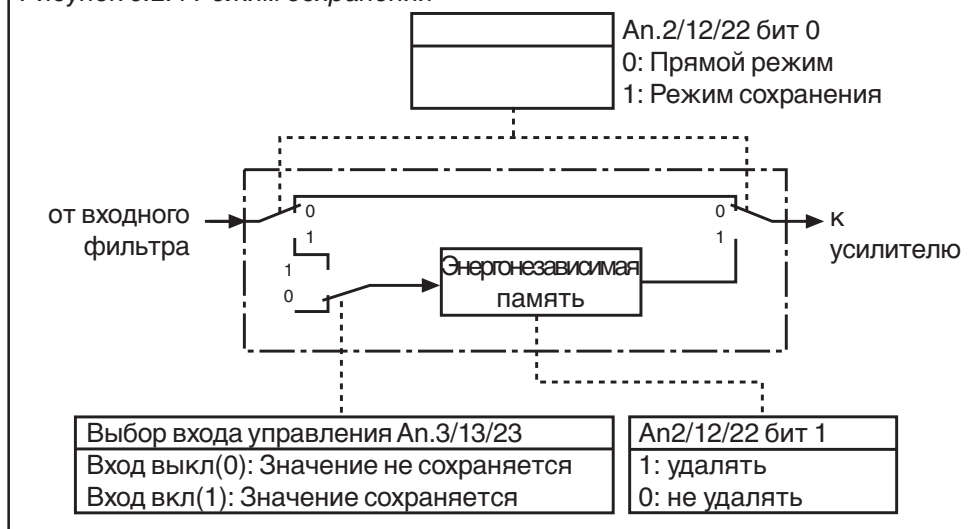 An.2/12/22 бит 0
0: Прямой режим
1: Режим сохранения
от входного
фильтра
0
1
1
0
Энергонезависимая
память
0
1
к
усилителю
Выбор входа управления An.3/13/23
Вход выкл(0): Значение не сохраняется
Вход вкл(1): Значение сохраняется
An2/12/22 бит 1
1: удалять
0: не удалять